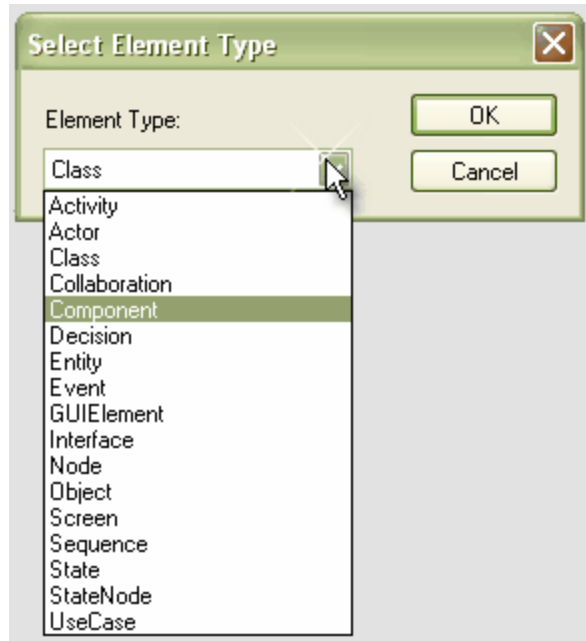 Select Element Type
Element Type:
OK
Class
Cancel
Activity
Actor
Class
Collaboration
Component
Decision
Entity
Event
GUIElement
Interface
Node
Object
Screen
Sequence
State
StateNode
UseCase